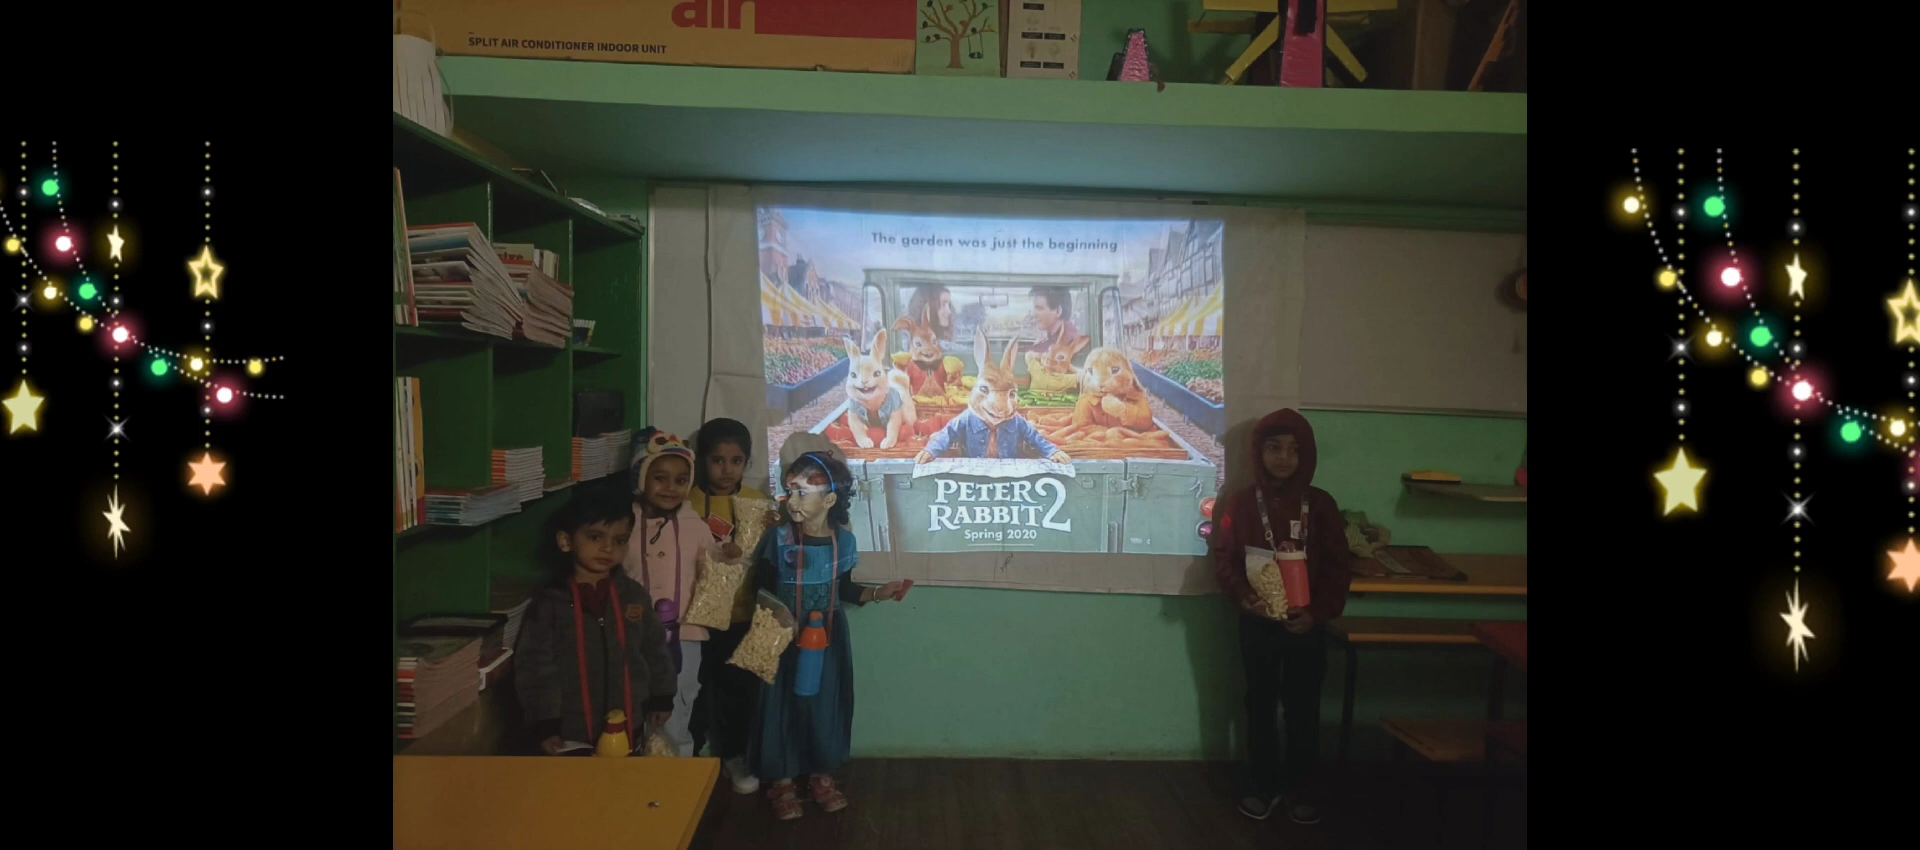 air
SPLIT AIR CONDITIONER INDOOR UNIT
The garden was just the beginning
PETER
RABBIT 2
Spring 2020